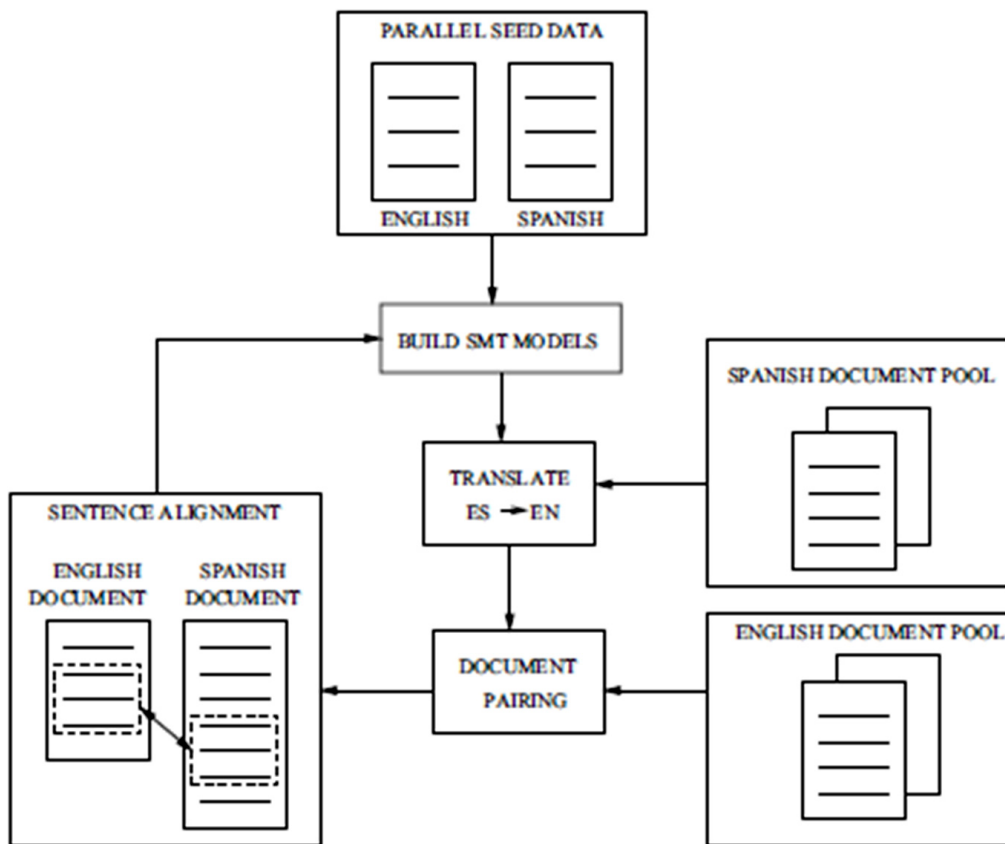 PARALLEL SEED DATA
ENGLISH SPANISH
BUILD SMT MODELS
SPANISH DOCUMENT POOL
TRANSLATE
ES → EN
SENTENCE ALIGNMENT
ENGLISH
DOCUMENT
SPANISH
DOCUMENT
DOCUMENT
PAIRING
ENGLISH DOCUMENT POOL